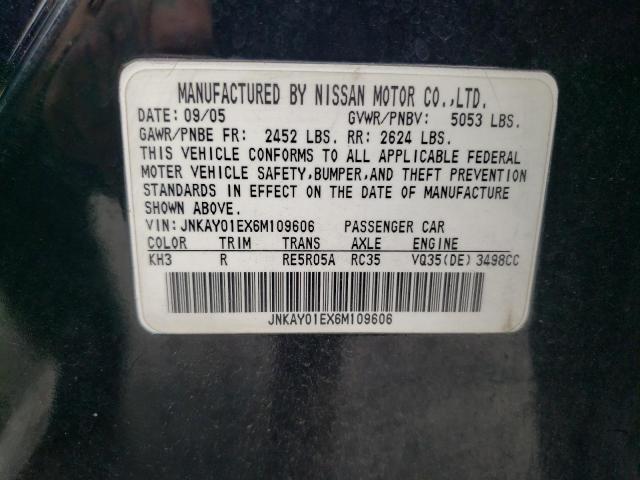 MANUFACTURED BY NISSAN MOTOR CO.,LTD.
DATE: 09/05 GVWR/PNBV: 5053 LBS.
GAWR/PNBE FR: 2452 LBS. RR: 2624 LBS.
THIS VEHICLE CONFORMS TO ALL APPLICABLE FEDERAL
MOTER VEHICLE SAFETY,BUMPER,AND THEFT PREVENTION
STANDARDS IN EFFECT ON THE DATE OF MANUFACTURE
SHOWN ABOVE.
VIN:JNKAY01EX6M109606 PASSENGER CAR
COLOR TRIM TRANS AXLE ENGINE
KH3 R RE5R05A RC35 VQ35(DE)3498CC
JNKAY01EX6M109606